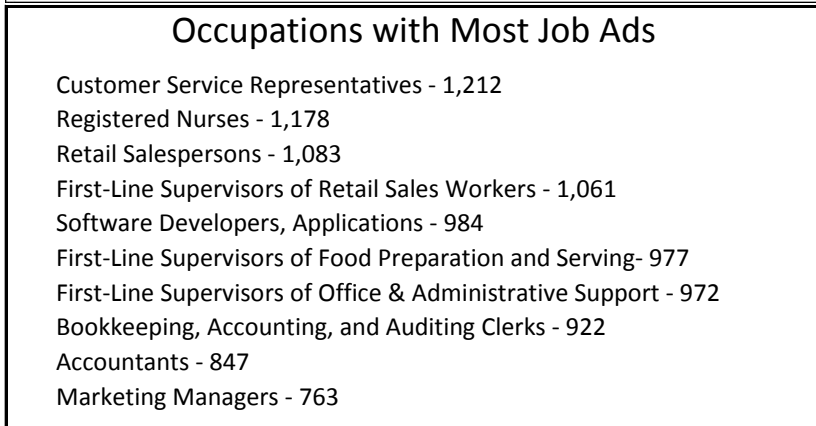 Occupations with Most Job Ads
Customer Service Representatives - 1,212
Registered Nurses - 1,178
Retail Salespersons - 1,083
First-Line Supervisors of Retail Sales Workers - 1,061
Software Developers, Applications - 984
First-Line Supervisors of Food Preparation and Serving- 977
First-Line Supervisors of Office & Administrative Support - 972
Bookkeeping, Accounting, and Auditing Clerks - 922
Accountants - 847
Marketing Managers - 763